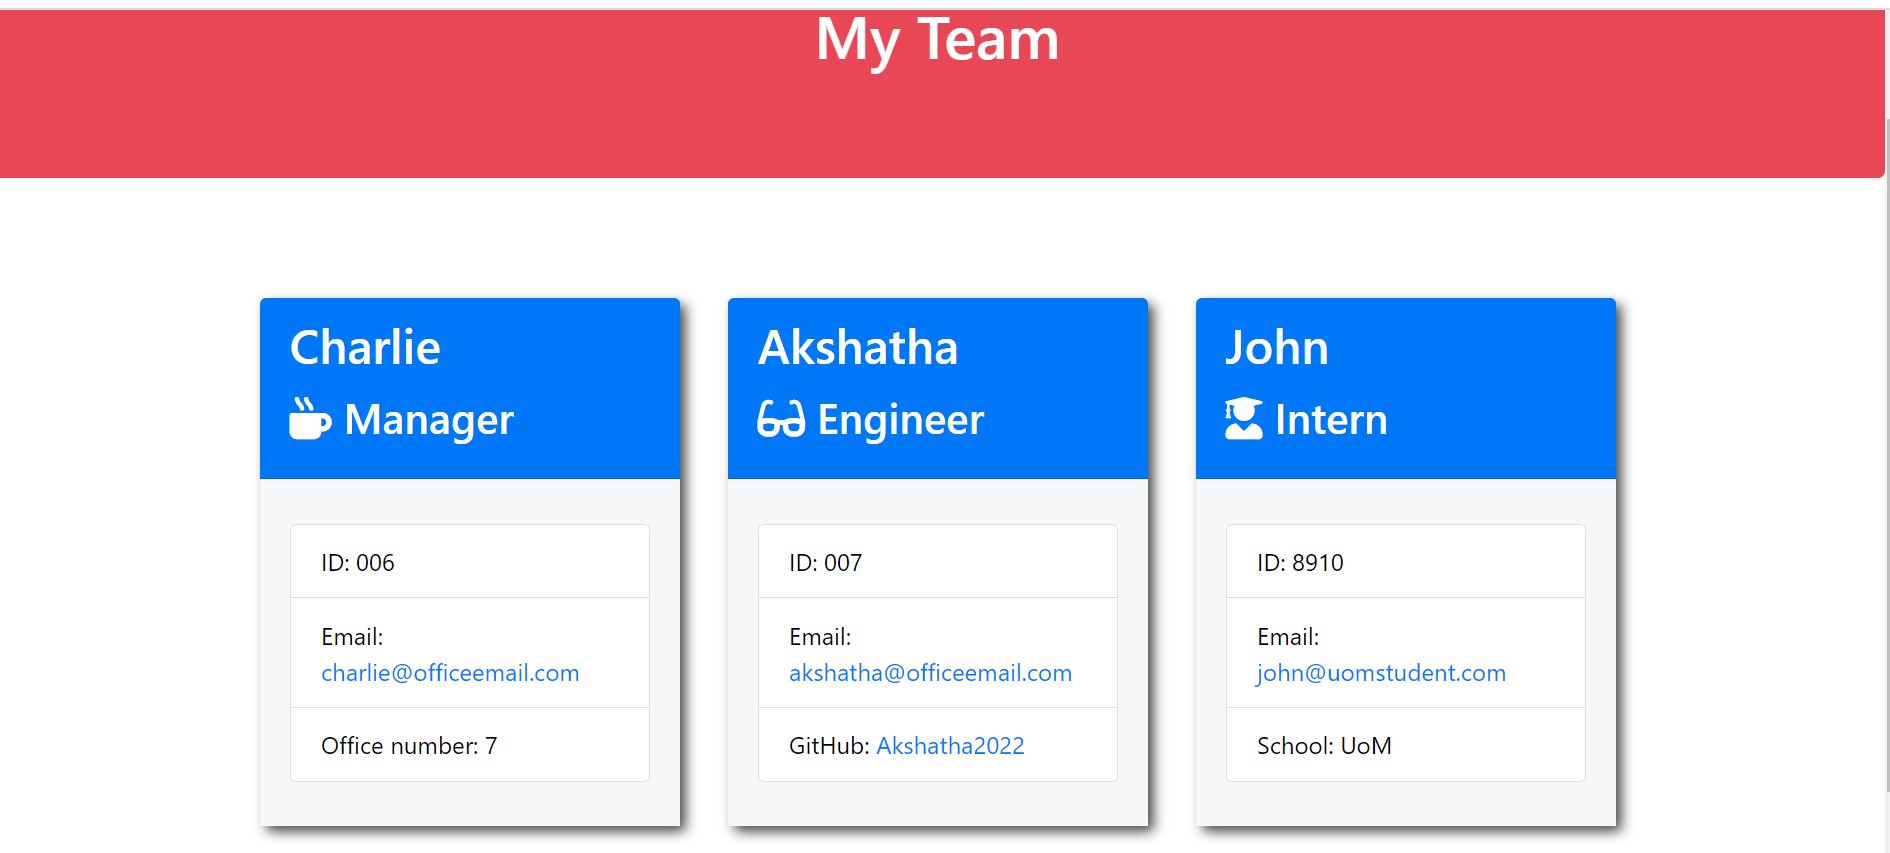 My Team
Charlie
Manager
ID: 006
Email:
charlie@officeemail.com
Office number: 7
Akshatha
Engineer
ID: 007
Email:
akshatha@officeemail.com
GitHub: Akshatha2022
John
Intern
ID: 8910
Email:
john@uomstudent.com
School: UoM